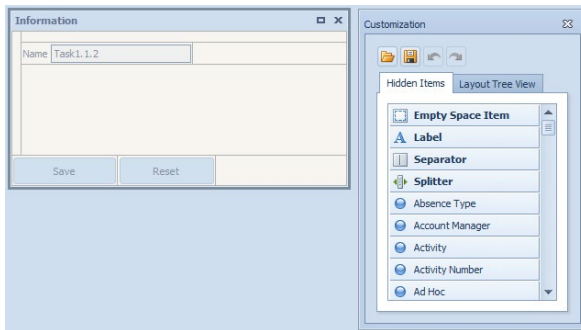 Information
Name Task1.1.2
Save Reset
Customization
Hidden Items Layout Tree View
Empty Space Item
A Label
Separator
Splitter
Absence Type
Account Manager
Activity
Activity Number
Ad Hoc